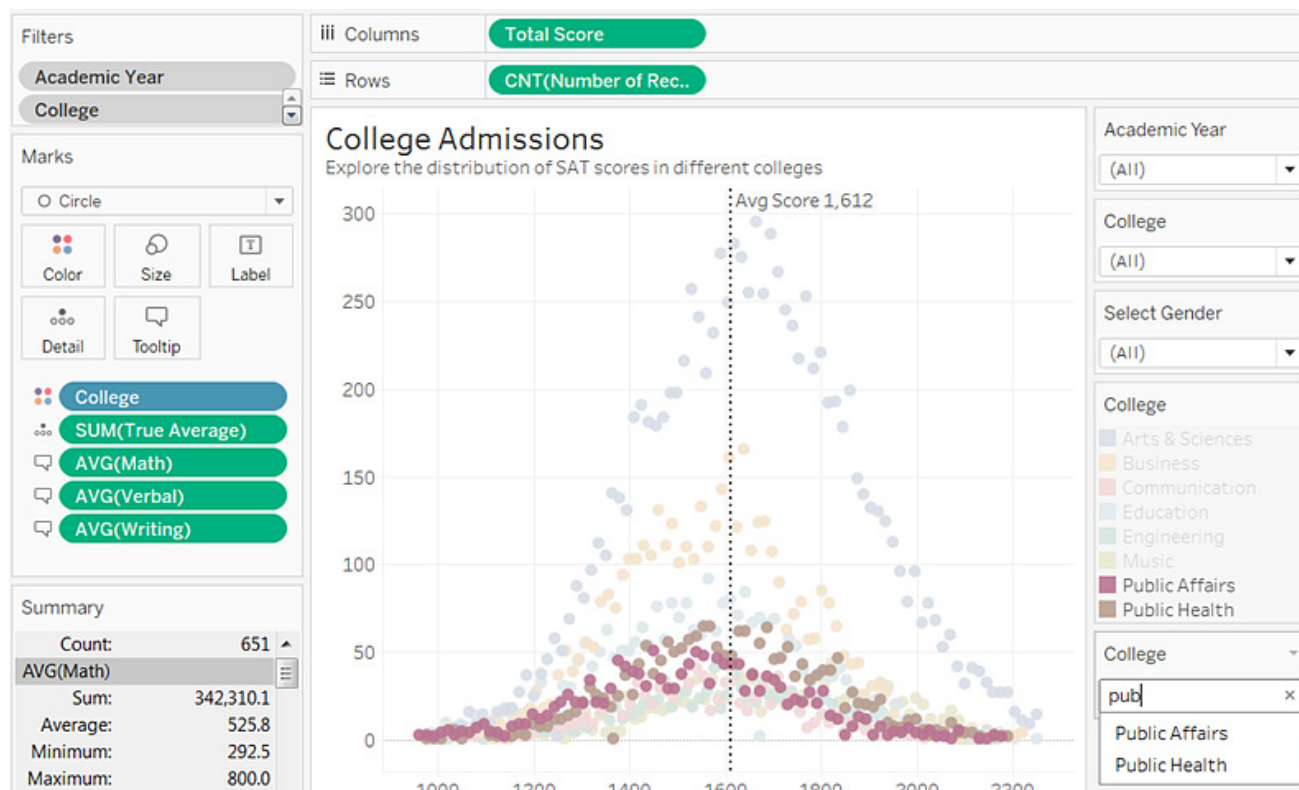 Filters
Academic Year
College
Marks
Circle
Color
Size
Label
Detail
Tooltip
College
SUM(True Average)
AVG(Math)
AVG(Verbal)
AVG(Writing)
Summary
Count: 651
AVG(Math)
Sum: 342,310.1
Average: 525.8
Minimum: 292.5
Maximum: 800.0
Columns Total Score
Rows CNT(Number of Rec..
College Admissions
Explore the distribution of SAT scores in different colleges
Avg Score 1,612
300
250
200
150
100
50
0
1000 1200 1400 1600 1800 2000 2200
Academic Year
(All)
College
(All)
Select Gender
(All)
College
Arts & Sciences
Business
Communication
Education
Engineering
Music
Public Affairs
Public Health
College
pub
Public Affairs
Public Health